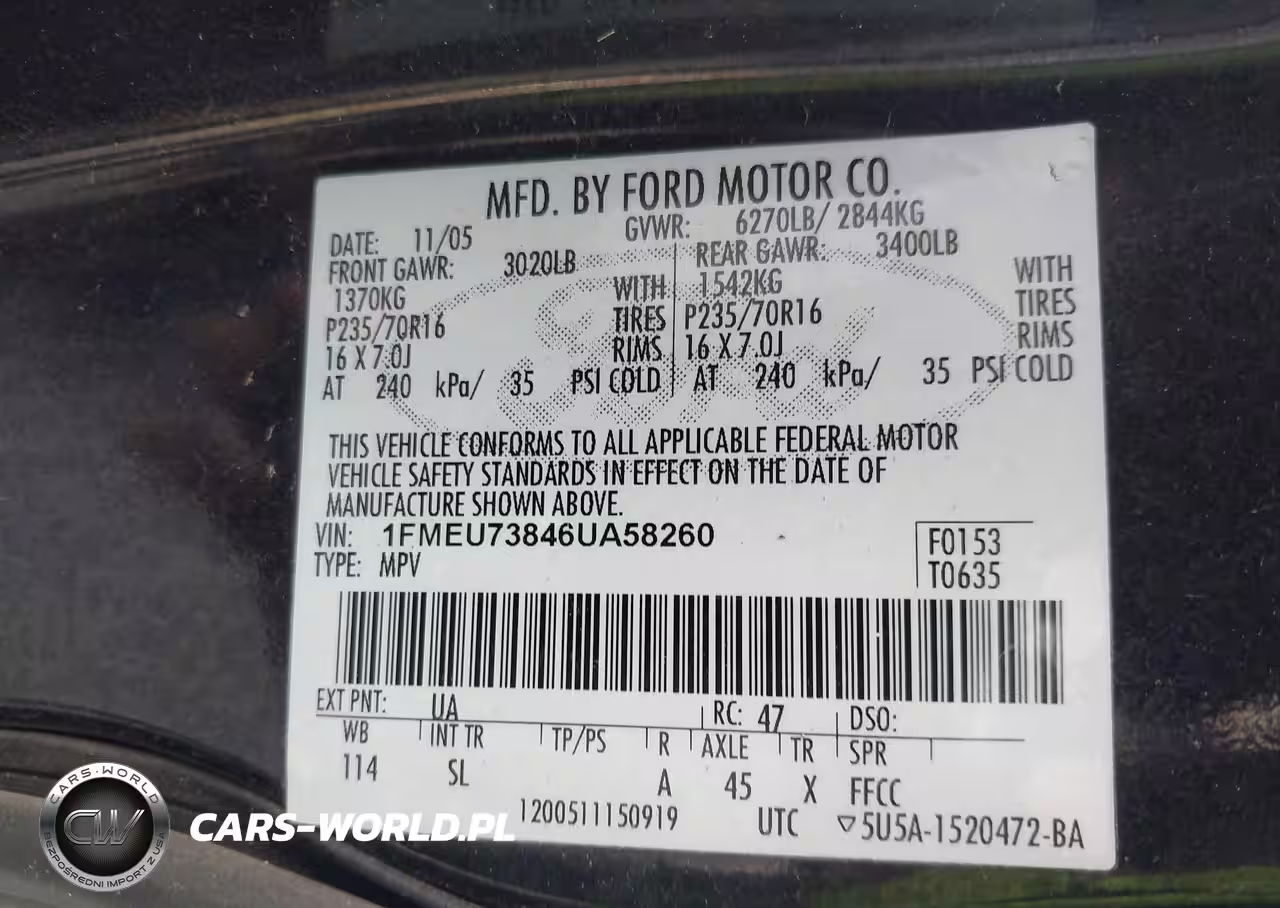 MFD. BY FORD MOTOR CO.
DATE: 11/05 GVWR: 6270LB/ 2844KG
FRONT GAWR: 3020LB REAR GAWR: 3400LB
1370KG WITH 1542KG WITH
P235/70R16 TIRES P235/70R16 TIRES
16 X 7.0J RIMS 16 X 7.0J RIMS
AT 240 kPa/ 35 PSI COLD AT 240 kPa/ 35 PSI COLD
THIS VEHICLE CONFORMS TO ALL APPLICABLE FEDERAL MOTOR
VEHICLE SAFETY STANDARDS IN EFFECT ON THE DATE OF
MANUFACTURE SHOWN ABOVE.
VIN: 1FMEU73846UA58260 F0153
TYPE: MPV T0635
EXT PNT: UA RC: 47 DSO:
WB INT TR TP/PS R AXLE TR SPR
114 SL A 45 X FFCC
1200511150919 UTC ▽5U5A-1520472-BA
CARS-WORLD
CW
BEZPOŚREDNI IMPORT Z USA
CARS-WORLD.PL